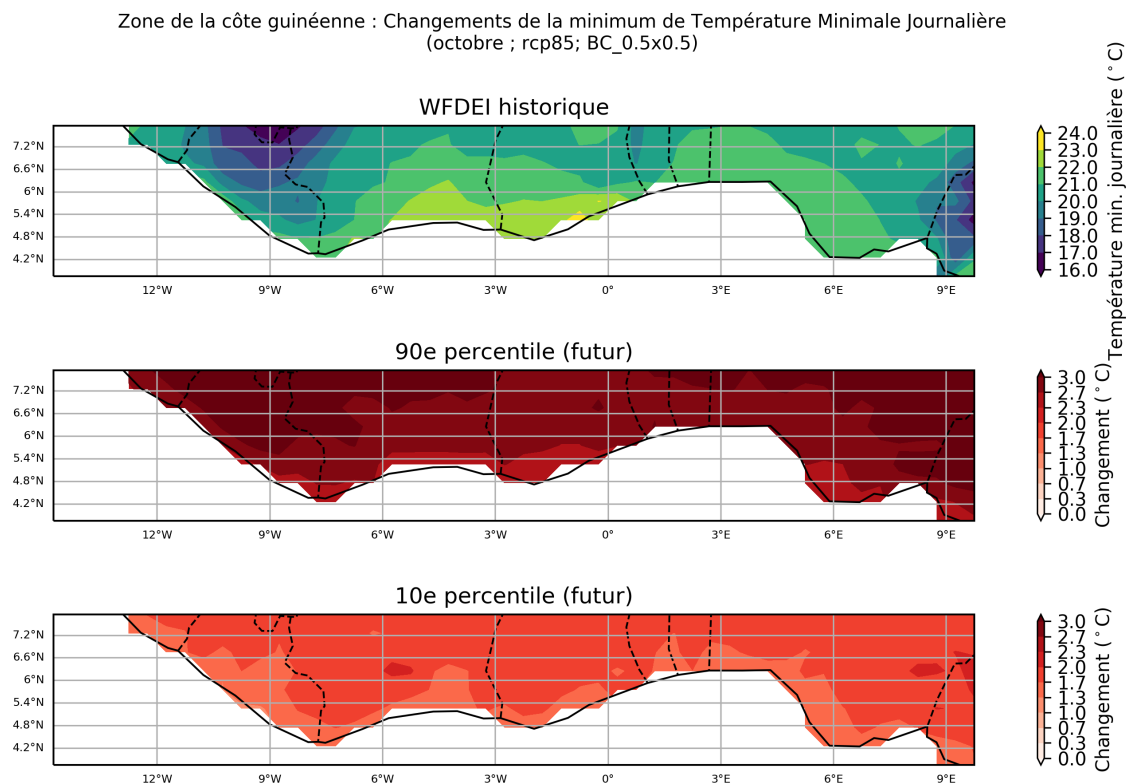 Zone de la côte guinéenne : Changements de la minimum de Température Minimale Journalière
(octobre ; rcp85; BC_0.5x0.5)
WFDEI historique
7.2°N
6.6°N
6°N
5.4°N
4.8°N
4.2°N
12°W 9°W 6°W 3°W 0° 3°E 6°E 9°E
24.0
23.0
22.0
21.0
20.0
19.0
18.0
17.0
16.0
Température min. journalière (°C)
90e percentile (futur)
7.2°N
6.6°N
6°N
5.4°N
4.8°N
4.2°N
12°W 9°W 6°W 3°W 0° 3°E 6°E 9°E
3.0
2.7
2.3
2.0
1.7
1.3
1.0
0.7
0.3
0.0
Changement (°C)
10e percentile (futur)
7.2°N
6.6°N
6°N
5.4°N
4.8°N
4.2°N
12°W 9°W 6°W 3°W 0° 3°E 6°E 9°E
3.0
2.7
2.3
2.0
1.7
1.3
1.0
0.7
0.3
0.0
Changement (°C)